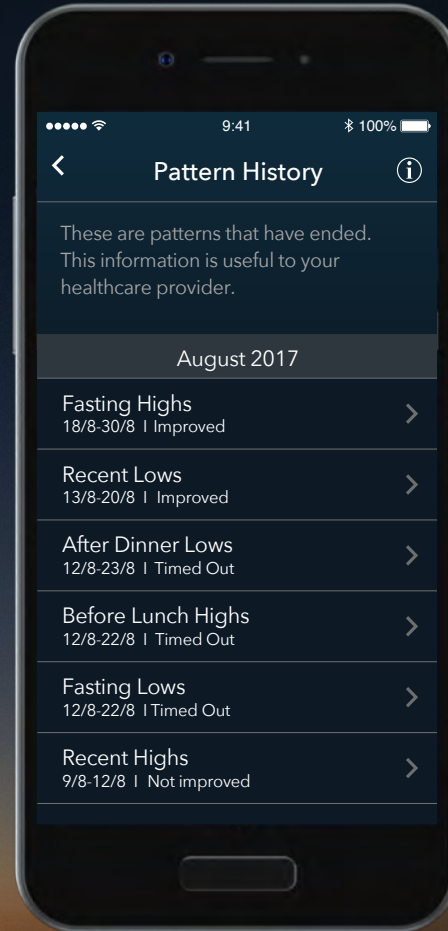 9:41
100%
Pattern History
i
These are patterns that have ended.
This information is useful to your
healthcare provider.
August 2017
Fasting Highs
18/8-30/8 I Improved
Recent Lows
13/8-20/8 I Improved
After Dinner Lows
12/8-23/8 I Timed Out
Before Lunch Highs
12/8-22/8 I Timed Out
Fasting Lows
12/8-22/8 I Timed Out
Recent Highs
9/8-12/8 I Not improved